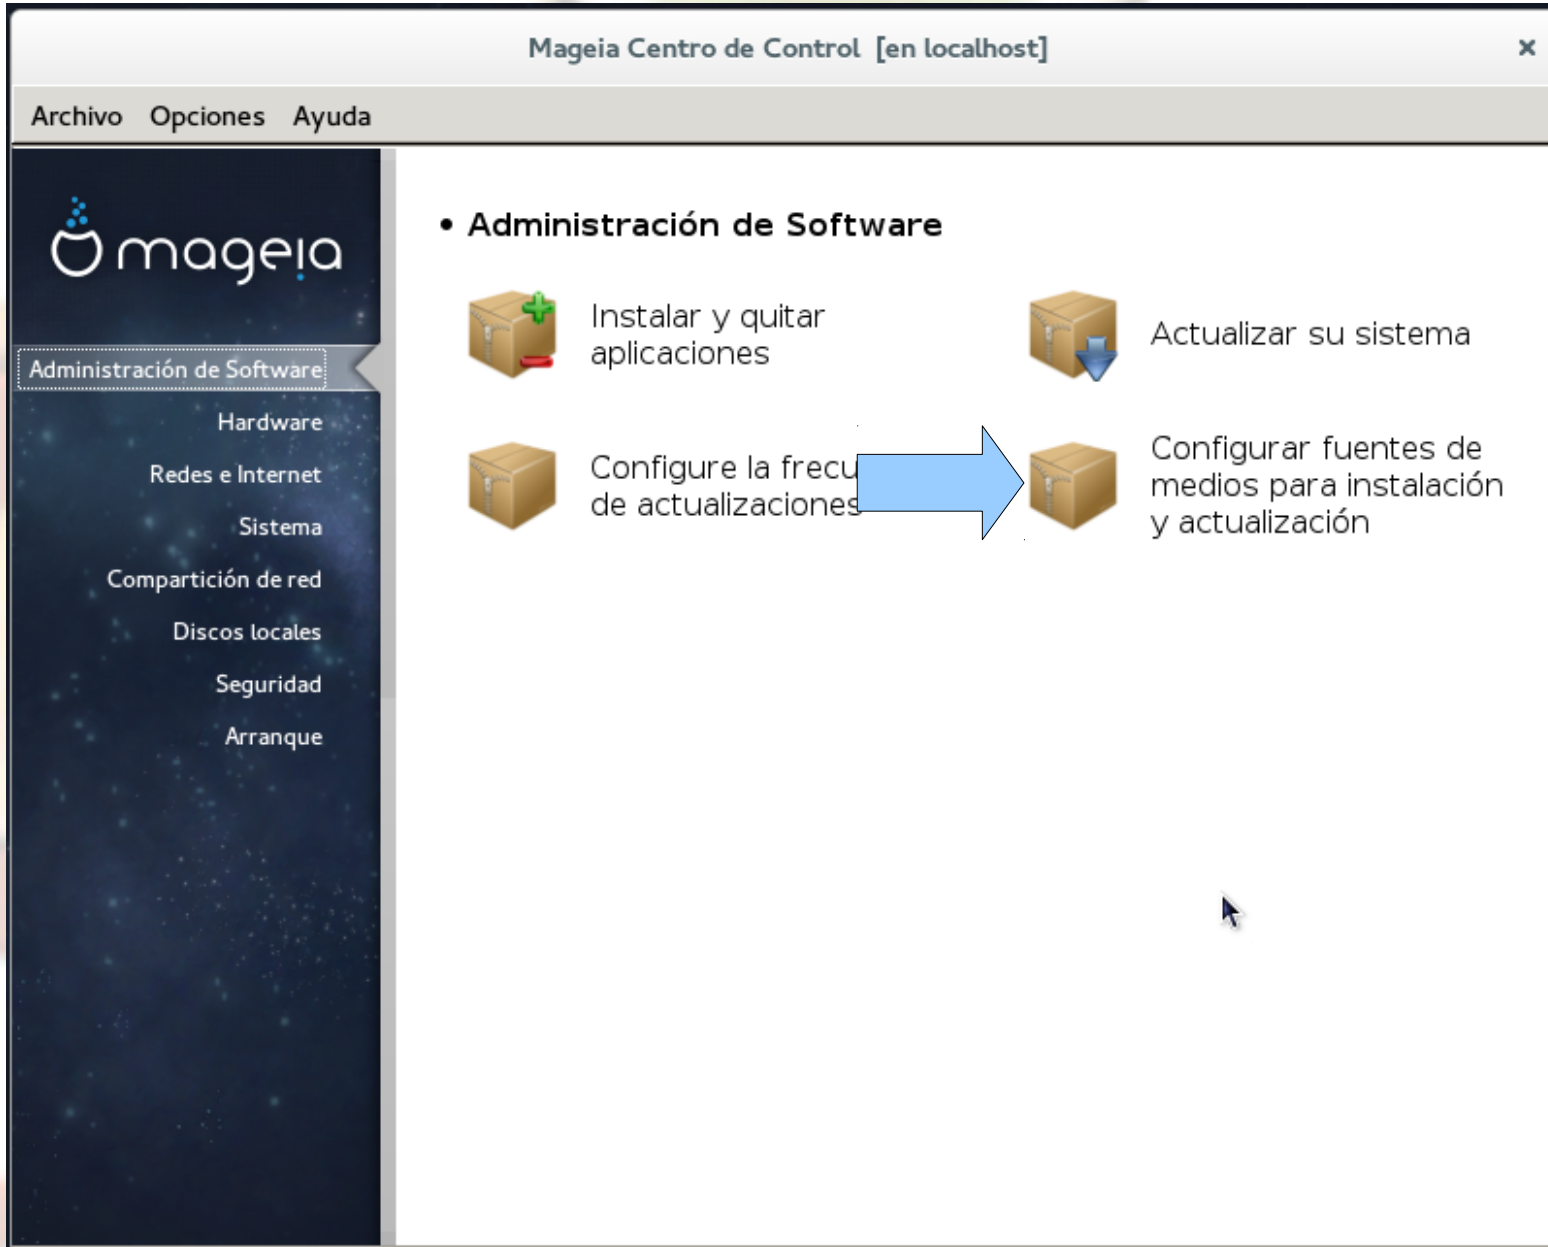 Mageia Centro de Control [en localhost]
Archivo Opciones Ayuda
mageia
Administración de Software
Hardware
Redes e Internet
Sistema
Compartición de red
Discos locales
Seguridad
Arranque
• Administración de Software
Instalar y quitar
aplicaciones
Actualizar su sistema
Configure la frecu
de actualizaciones
Configurar fuentes de
medios para instalación
y actualización